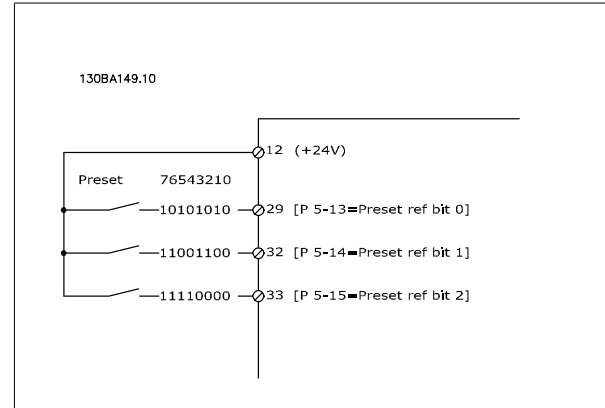 130BA149.10
12 (+24V)
Preset 76543210
10101010 29 [P 5-13=Preset ref bit 0]
11001100 32 [P 5-14=Preset ref bit 1]
11110000 33 [P 5-15=Preset ref bit 2]